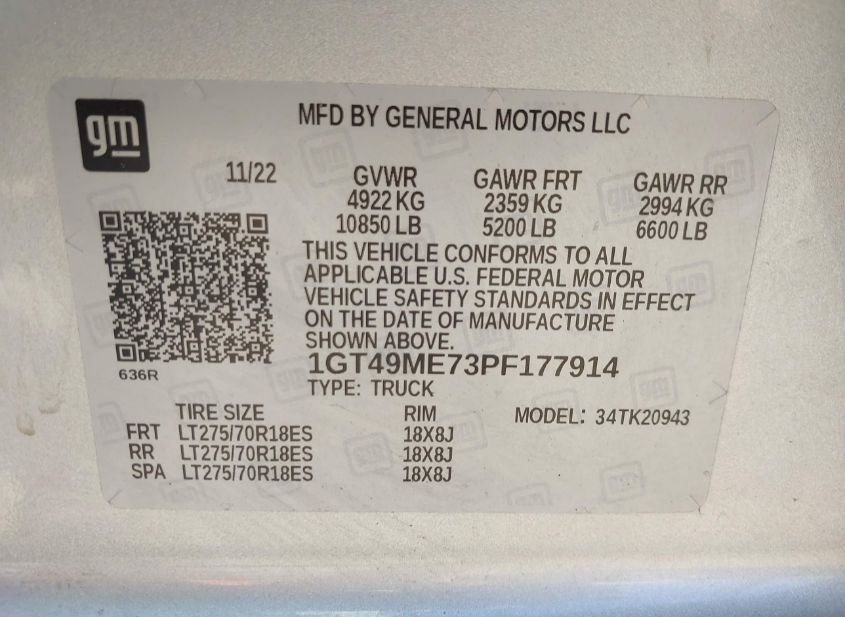 gm
MFD BY GENERAL MOTORS LLC
11/22 GVWR GAWR FRT GAWR RR
4922 KG 2359 KG 2994 KG
10850 LB 5200 LB 6600 LB
THIS VEHICLE CONFORMS TO ALL
APPLICABLE U.S. FEDERAL MOTOR
VEHICLE SAFETY STANDARDS IN EFFECT
ON THE DATE OF MANUFACTURE
SHOWN ABOVE.
636R 1GT49ME73PF177914
TYPE: TRUCK
TIRE SIZE RIM MODEL: 34TK20943
FRT LT275/70R18ES 18X8J
RR LT275/70R18ES 18X8J
SPA LT275/70R18ES 18X8J